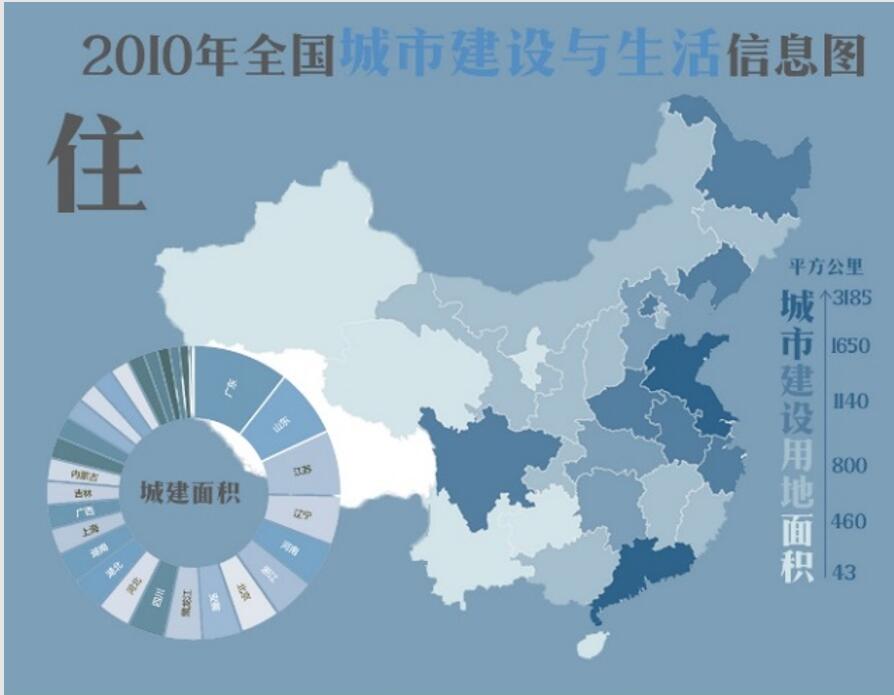 2010年全国城市建设与生活信息图
住
平方公里
城市建设用地面积
3185
1650
1140
800
460
43
城建面积
广东
山东
江苏
辽宁
河南
浙江
北京
安徽
黑龙江
四川
河北
湖北
湖南
上海
广西
吉林
内蒙古